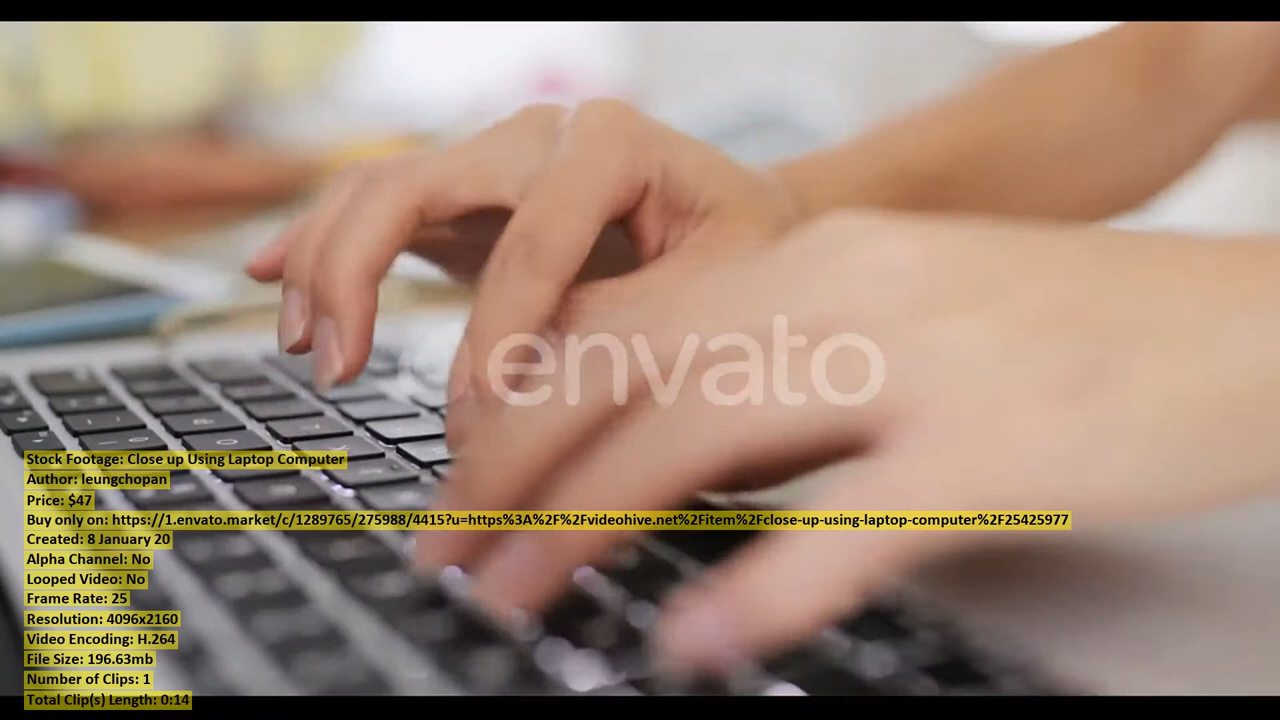 envato
Stock Footage: Close up Using Laptop Computer
Author: leungchopan
Price: $47
Buy only on: https://1.envato.market/c/1289765/275988/4415?u=https%3A%2F%2Fvideohive.net%2Fitem%2Fclose-up-using-laptop-computer%2F25425977
Created: 8 January 20
Alpha Channel: No
Looped Video: No
Frame Rate: 25
Resolution: 4096x2160
Video Encoding: H.264
File Size: 196.63mb
Number of Clips: 1
Total Clip(s) Length: 0:14